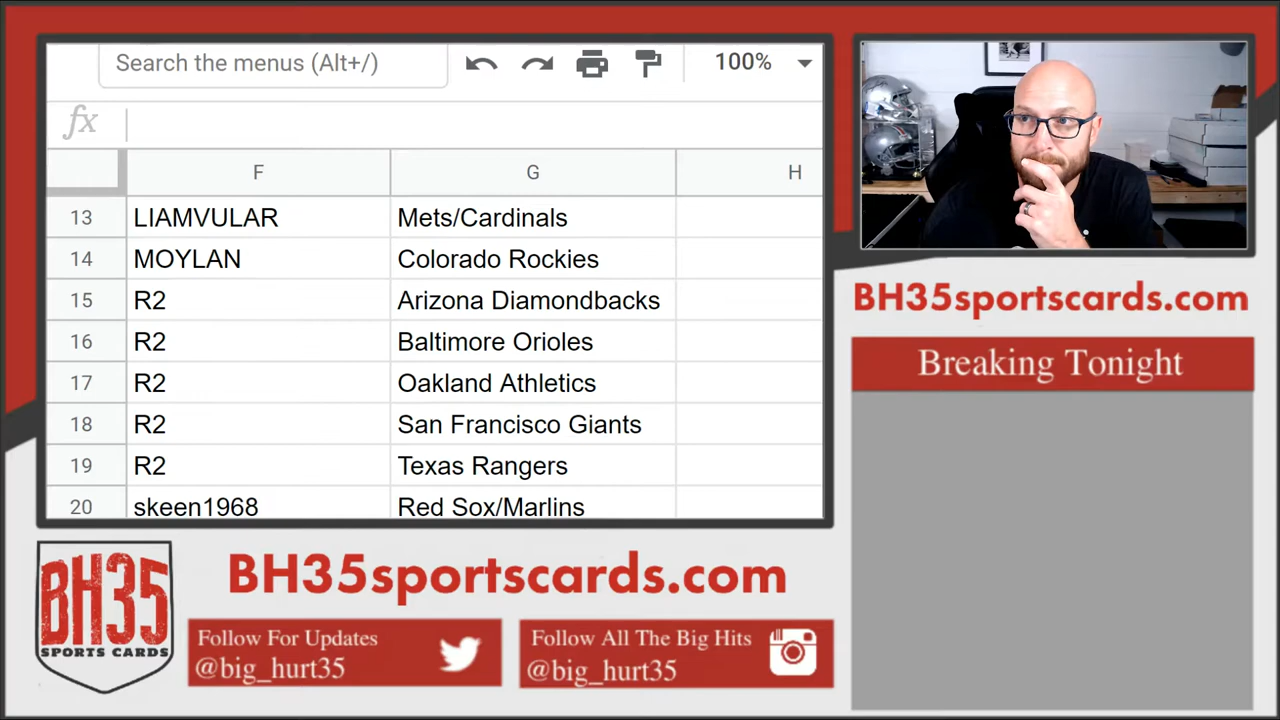 Search the menus (Alt+/)
100%
fx
F G H
13 LIAMVULAR Mets/Cardinals
14 MOYLAN Colorado Rockies
15 R2 Arizona Diamondbacks
16 R2 Baltimore Orioles
17 R2 Oakland Athletics
18 R2 San Francisco Giants
19 R2 Texas Rangers
20 skeen1968 Red Sox/Marlins
BH35sportscards.com
Breaking Tonight
BH35
SPORTS CARDS
BH35sportscards.com
Follow For Updates
@big_hurt35
Follow All The Big Hits
@big_hurt35